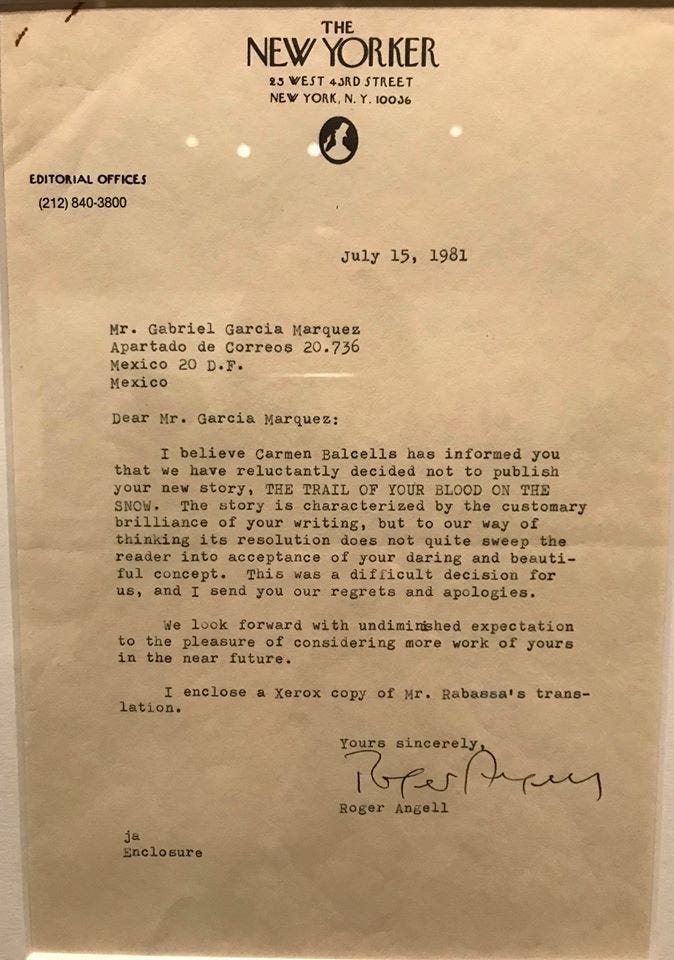 THE
NEW YORKER
25 WEST 43RD STREET
NEW YORK, N. Y. 10036
EDITORIAL OFFICES
(212) 840-3800
July 15, 1981
Mr. Gabriel Garcia Marquez
Apartado de Correos 20.736
Mexico 20 D.F.
Mexico
Dear Mr. Garcia Marquez:
I believe Carmen Balcells has informed you
that we have reluctantly decided not to publish
your new story, THE TRAIL OF YOUR BLOOD ON THE
SNOW. The story is characterized by the customary
brilliance of your writing, but to our way of
thinking its resolution does not quite sweep the
reader into acceptance of your daring and beauti-
ful concept. This was a difficult decision for
us, and I send you our regrets and apologies.
We look forward with undiminished expectation
to the pleasure of considering more work of yours
in the near future.
I enclose a Xerox copy of Mr. Rabassa's trans-
lation.
Yours sincerely,
Roger Angell
Roger Angell
ja
Enclosure